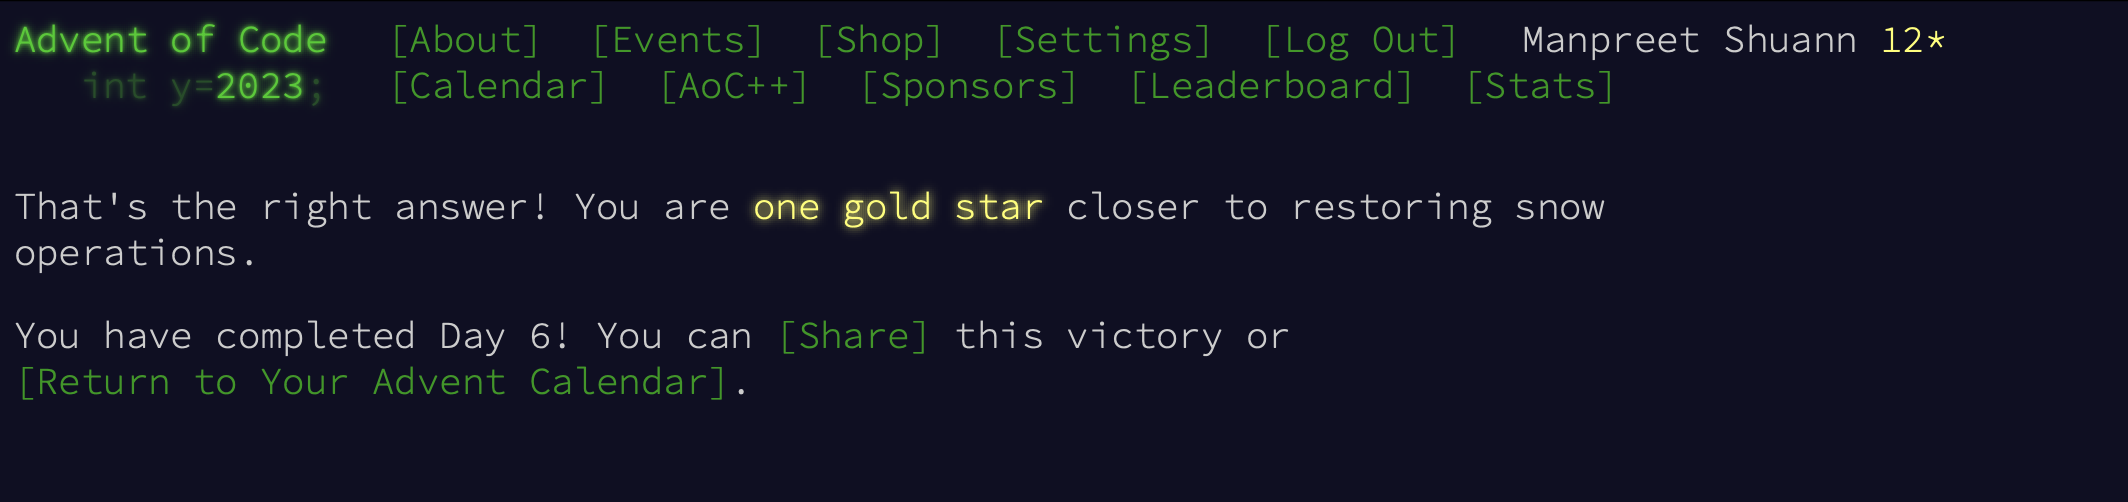 Advent of Code [About] [Events] [Shop] [Settings] [Log Out] Manpreet Shuann 12*
int y=2023; [Calendar] [AoC++] [Sponsors] [Leaderboard] [Stats]
That's the right answer! You are one gold star closer to restoring snow
operations.
You have completed Day 6! You can [Share] this victory or
[Return to Your Advent Calendar].